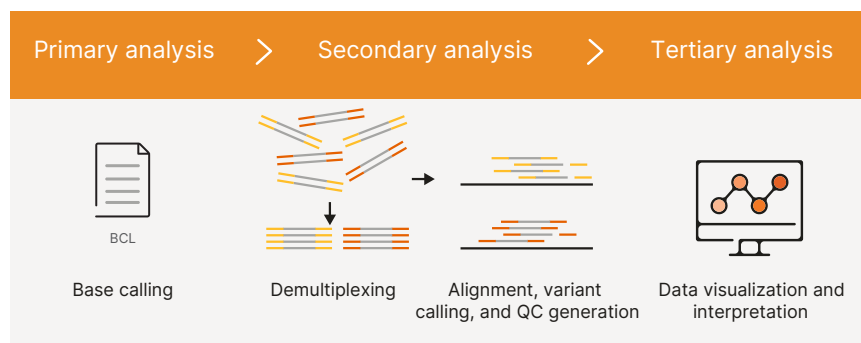 Primary analysis
Secondary analysis
Tertiary analysis
BCL
Base calling
Demultiplexing
Alignment, variant
calling, and QC generation
Data visualization and
interpretation